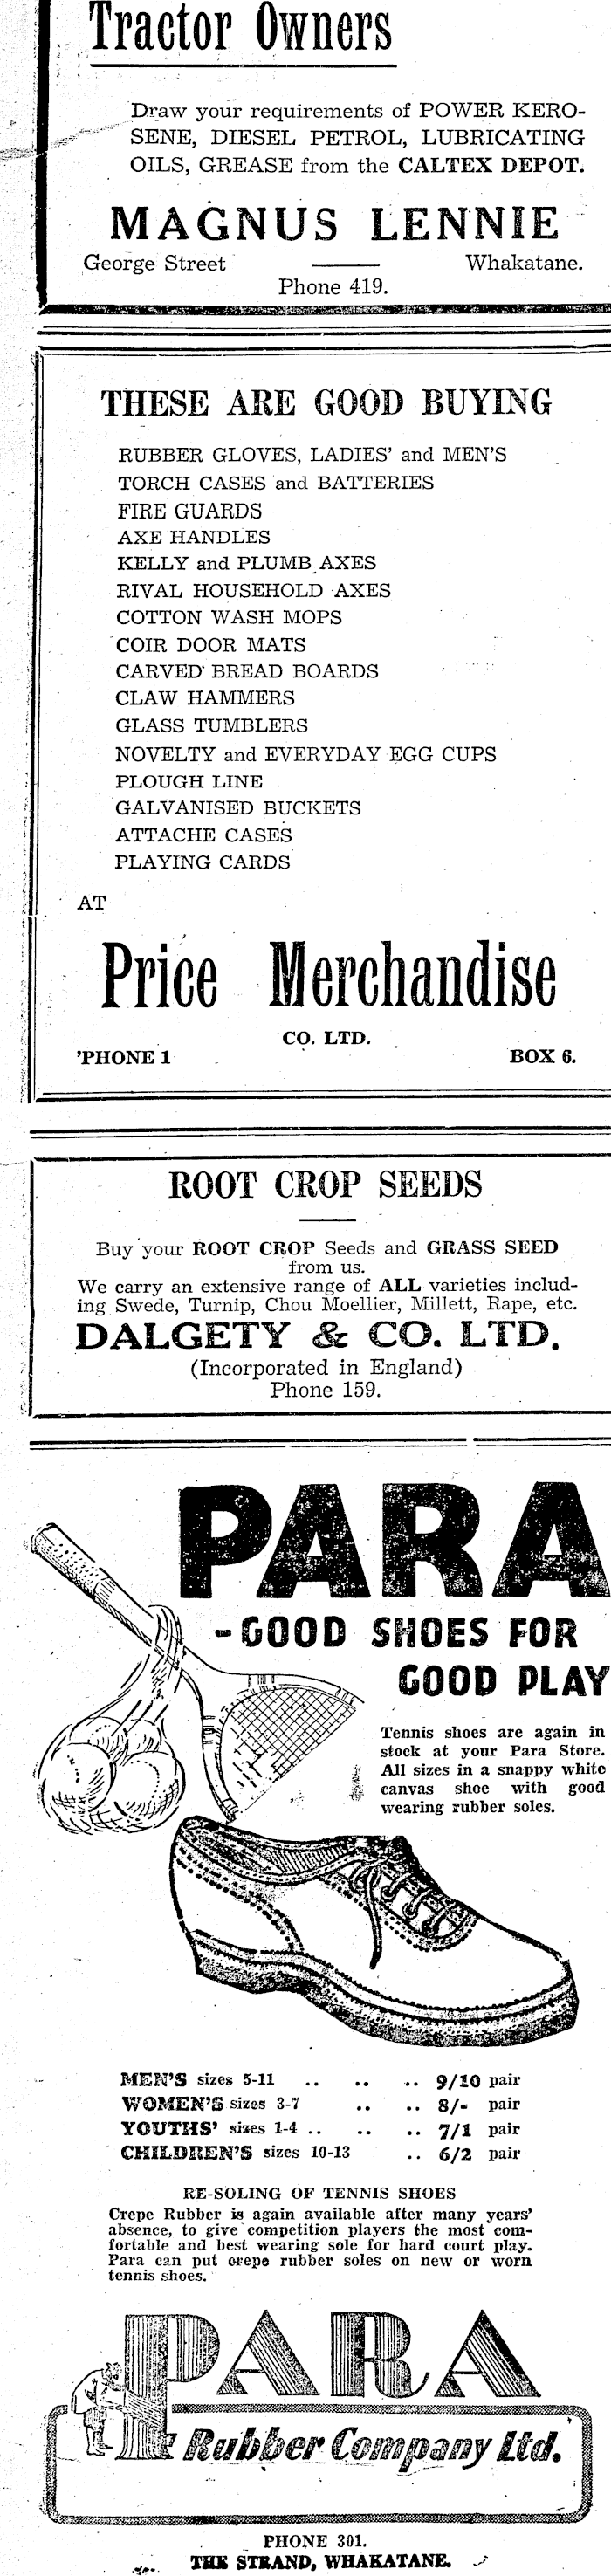 Tractor Owners
Draw your requirements of POWER KERO-
SENE, DIESEL PETROL, LUBRICATING
OILS, GREASE from the CALTEX DEPOT.
MAGNUS LENNIE
George Street Whakatane.
Phone 419.
THESE ARE GOOD BUYING
RUBBER GLOVES, LADIES' and MEN'S
TORCH CASES and BATTERIES
FIRE GUARDS
AXE HANDLES
KELLY and PLUMB AXES
RIVAL HOUSEHOLD AXES
COTTON WASH MOPS
COIR DOOR MATS
CARVED BREAD BOARDS
CLAW HAMMERS
GLASS TUMBLERS
NOVELTY and EVERYDAY EGG CUPS
PLOUGH LINE
GALVANISED BUCKETS
ATTACHE CASES
PLAYING CARDS
AT
Price Merchandise
CO. LTD.
'PHONE 1 BOX 6.
ROOT CROP SEEDS
Buy your ROOT CROP Seeds and GRASS SEED
from us.
We carry an extensive range of ALL varieties includ-
ing Swede, Turnip, Chou Moellier, Millett, Rape, etc.
DALGETY & CO. LTD.
(Incorporated in England)
Phone 159.
PARA
-GOOD SHOES FOR
GOOD PLAY
Tennis shoes are again in
stock at your Para Store.
All sizes in a snappy white
canvas shoe with good
wearing rubber soles.
MEN'S sizes 5-11 .. .. .. 9/10 pair
WOMEN'S sizes 3-7 .. .. 8/- pair
YOUTHS' sizes 1-4 .. .. .. 7/1 pair
CHILDREN'S sizes 10-13 .. 6/2 pair
RE-SOLING OF TENNIS SHOES
Crepe Rubber is again available after many years'
absence, to give competition players the most com-
fortable and best wearing sole for hard court play.
Para can put crepe rubber soles on new or worn
tennis shoes.
PARA
Rubber Company Ltd.
PHONE 301.
THE STRAND, WHAKATANE.